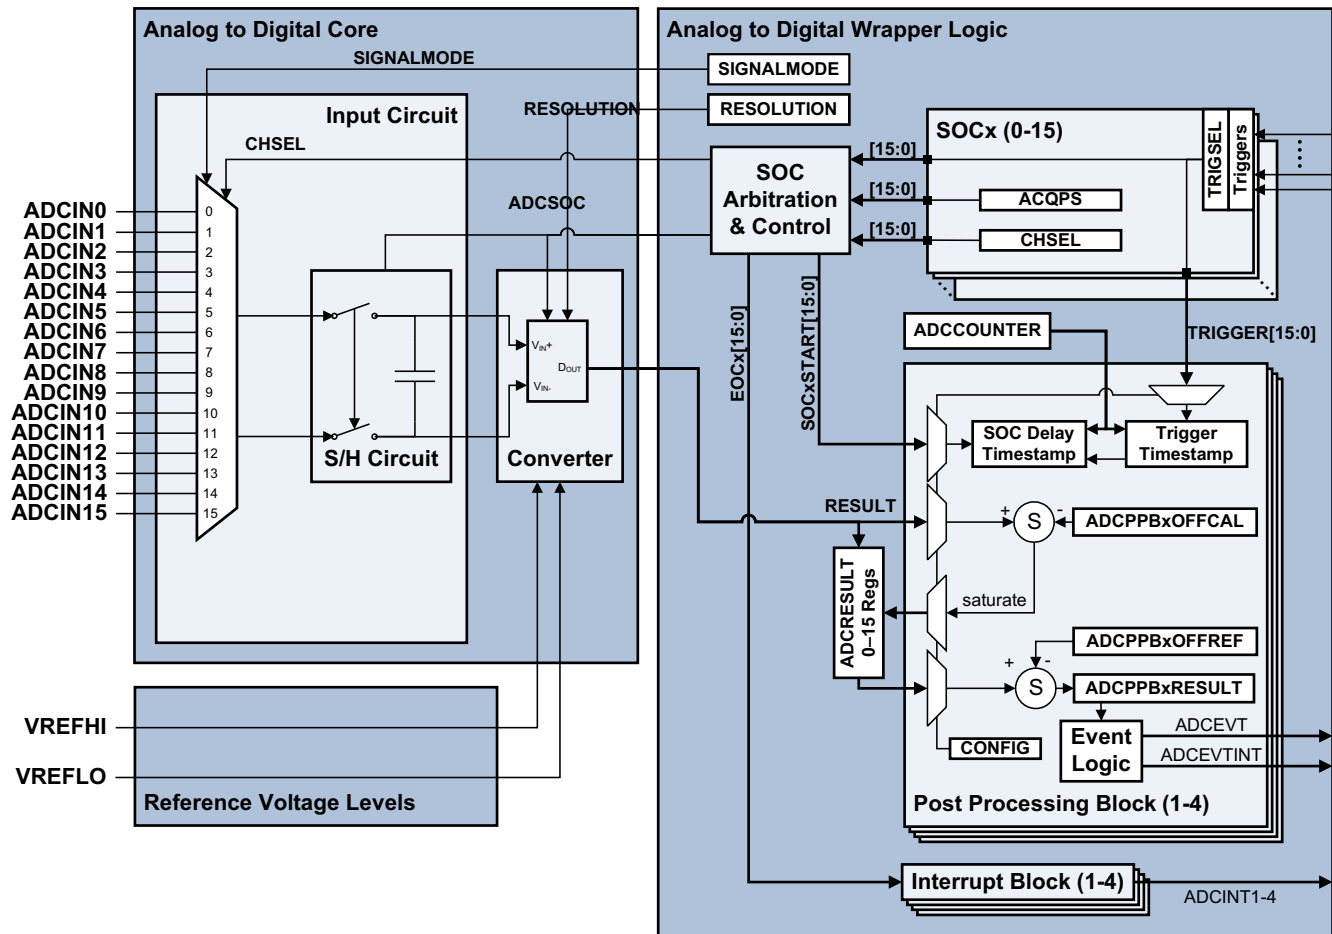 Analog to Digital Core
SIGNALMODE
RESOLUTION
Input Circuit
CHSEL
ADCSOC
ADCIN0
ADCIN1
ADCIN2
ADCIN3
ADCIN4
ADCIN5
ADCIN6
ADCIN7
ADCIN8
ADCIN9
ADCIN10
ADCIN11
ADCIN12
ADCIN13
ADCIN14
ADCIN15
0
1
2
3
4
5
6
7
8
9
10
11
12
13
14
15
S/H Circuit
VIN+
VIN-
DOUT
Converter
VREFHI
VREFLO
Reference Voltage Levels
Analog to Digital Wrapper Logic
SIGNALMODE
RESOLUTION
SOC
Arbitration
& Control
[15:0]
[15:0]
[15:0]
SOCx (0-15)
ACQPS
CHSEL
TRIGSEL
Triggers
EOCx[15:0]
SOCxSTART[15:0]
ADCCOUNTER
TRIGGER[15:0]
SOC Delay
Timestamp
Trigger
Timestamp
RESULT
+
S
-
ADCPPBxOFFCAL
saturate
ADCRESULT
0–15 Regs
ADCPPBxOFFREF
+
-
S
ADCPPBxRESULT
CONFIG
Event
Logic
ADCEVT
ADCEVTINT
Post Processing Block (1-4)
Interrupt Block (1-4)
ADCINT1-4